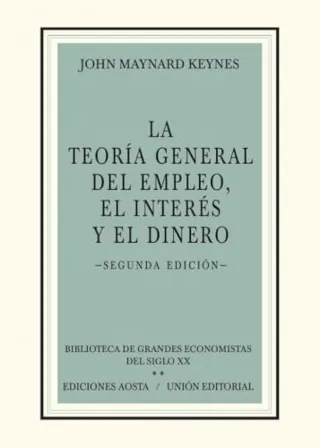 JOHN MAYNARD KEYNES
LA
TEORÍA GENERAL
DEL EMPLEO,
EL INTERÉS
Y EL DINERO
–SEGUNDA EDICIÓN–
BIBLIOTECA DE GRANDES ECONOMISTAS
DEL SIGLO XX
**
EDICIONES AOSTA / UNIÓN EDITORIAL